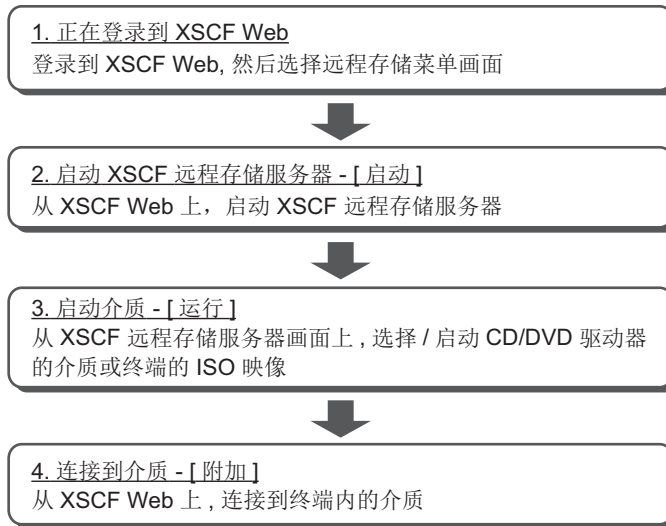 1. 正在登录到 XSCF Web
登录到 XSCF Web, 然后选择远程存储菜单画面
2. 启动 XSCF 远程存储服务器 - [ 启动 ]
从 XSCF Web 上，启动 XSCF 远程存储服务器
3. 启动介质 - [ 运行 ]
从 XSCF 远程存储服务器画面上 , 选择 / 启动 CD/DVD 驱动器
的介质或终端的 ISO 映像
4. 连接到介质 - [ 附加 ]
从 XSCF Web 上 , 连接到终端内的介质